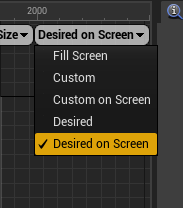 2000
Size Desired on Screen
Fill Screen
Custom
Custom on Screen
Desired
Desired on Screen